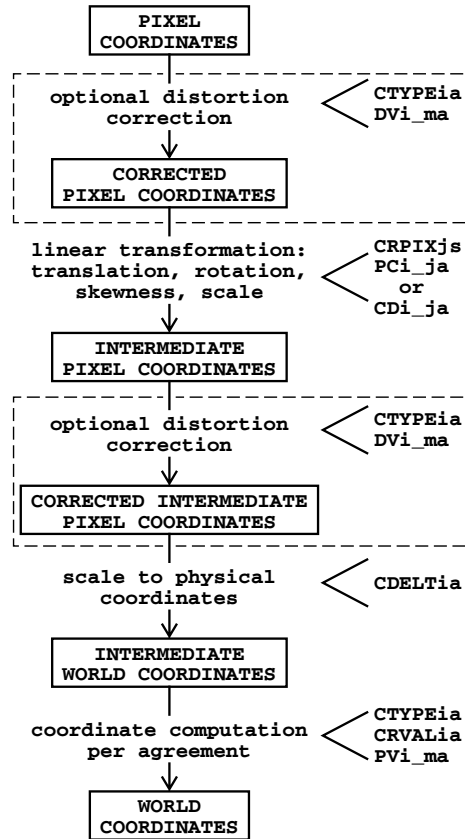 PIXEL
COORDINATES
optional distortion
correction
CTYPEia
DVi_ma
CORRECTED
PIXEL COORDINATES
linear transformation:
translation, rotation,
skewness, scale
CRPIXjs
PCi_ja
or
CDi_ja
INTERMEDIATE
PIXEL COORDINATES
optional distortion
correction
CTYPEia
DVi_ma
CORRECTED INTERMEDIATE
PIXEL COORDINATES
scale to physical
coordinates
CDELTia
INTERMEDIATE
WORLD COORDINATES
coordinate computation
per agreement
CTYPEia
CRVALia
PVi_ma
WORLD
COORDINATES